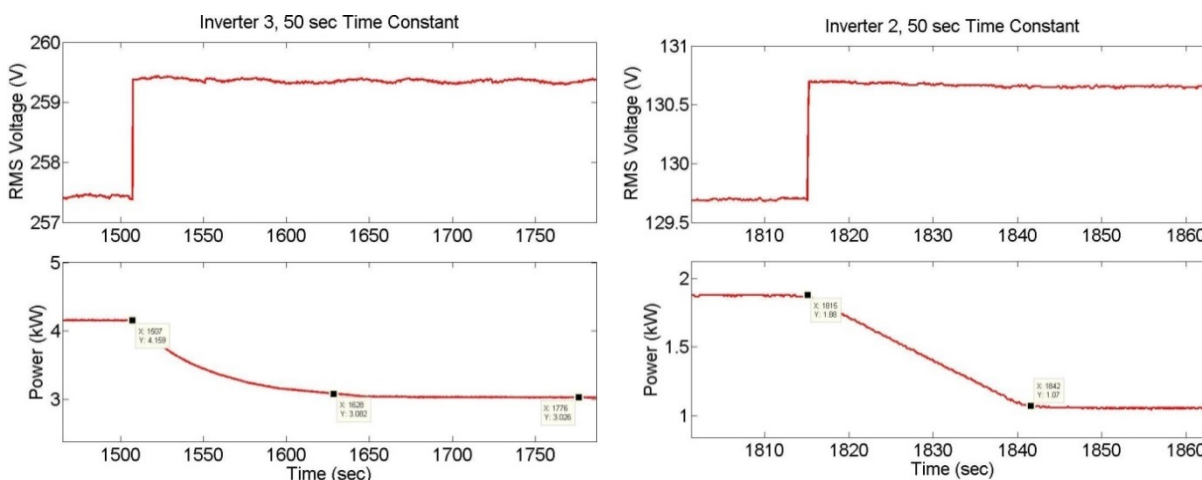 Inverter 3, 50 sec Time Constant
RMS Voltage (V)
260
259
258
257
1500 1550 1600 1650 1700 1750
Power (kW)
5
4
3
X: 1507
Y: 4.159
X: 1628
Y: 3.082
X: 1776
Y: 3.026
1500 1550 1600 1650 1700 1750
Time (sec)
Inverter 2, 50 sec Time Constant
RMS Voltage (V)
131
130.5
130
129.5
1810 1820 1830 1840 1850 1860
Power (kW)
2
1.5
1
X: 1815
Y: 1.88
X: 1842
Y: 1.07
1810 1820 1830 1840 1850 1860
Time (sec)